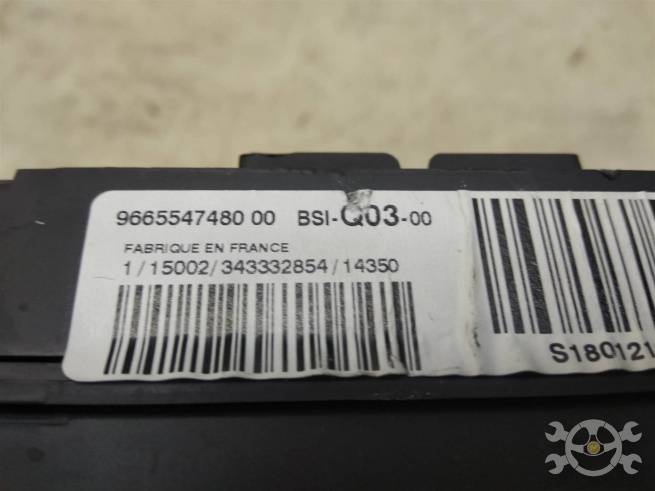 9665547480 00 BSI-Q03-00
FABRIQUE EN FRANCE
1/15002/343332854/14350
S180121